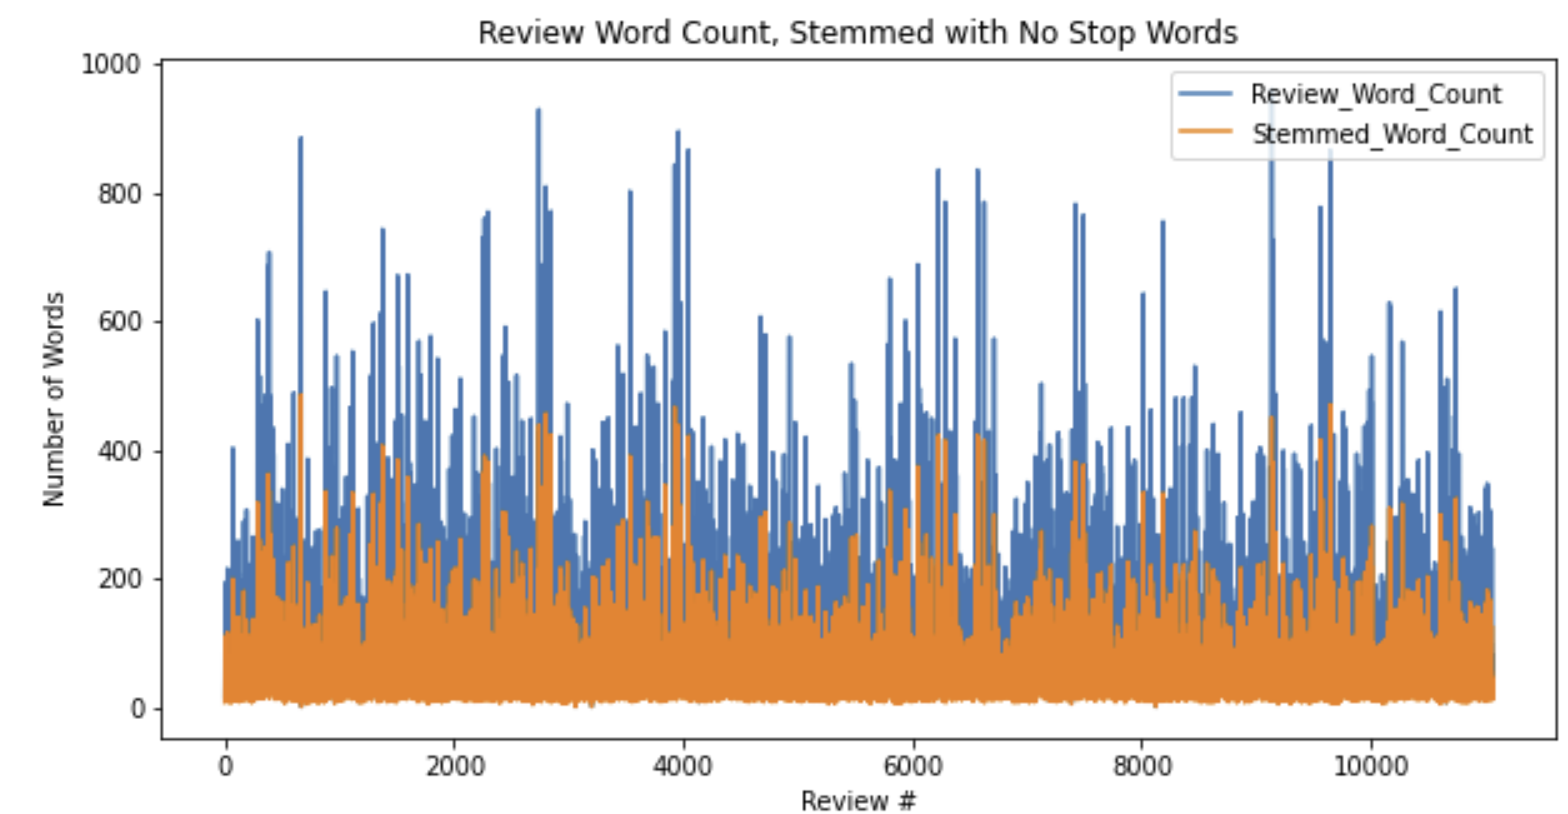 Review Word Count, Stemmed with No Stop Words
Review_Word_Count
Stemmed_Word_Count
Number of Words
1000
800
600
400
200
0
0 2000 4000 6000 8000 10000
Review #